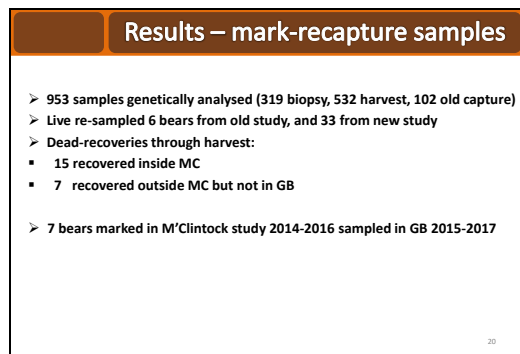 Results – mark-recapture samples
➢ 953 samples genetically analysed (319 biopsy, 532 harvest, 102 old capture)
➢ Live re-sampled 6 bears from old study, and 33 from new study
➢ Dead-recoveries through harvest:
▪ 15 recovered inside MC
▪ 7 recovered outside MC but not in GB
➢ 7 bears marked in M'Clintock study 2014-2016 sampled in GB 2015-2017
20